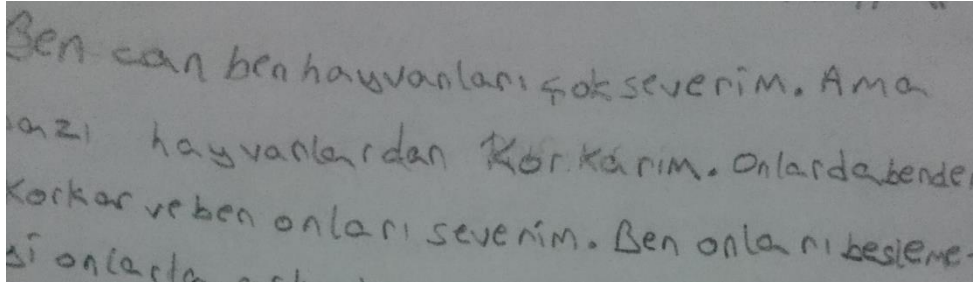 Ben can ben hayvanları çok severim. Ama
azı hayvanlardan korkarım. Onlarda bende
korkar ve ben onları severim. Ben onları besleme-
si onlarla